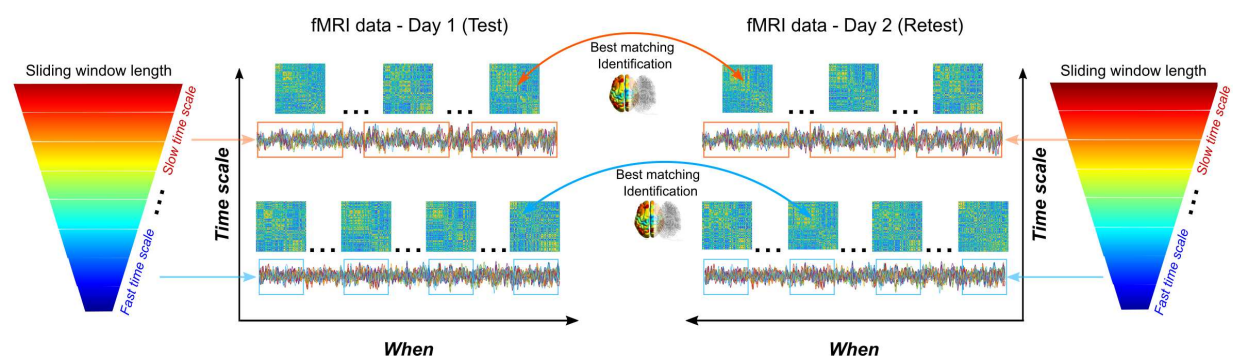 fMRI data - Day 1 (Test)
fMRI data - Day 2 (Retest)
Sliding window length
Slow time scale
Fast time scale
Time scale
When
Best matching
Identification
Best matching
Identification
Time scale
When
Sliding window length
Slow time scale
Fast time scale